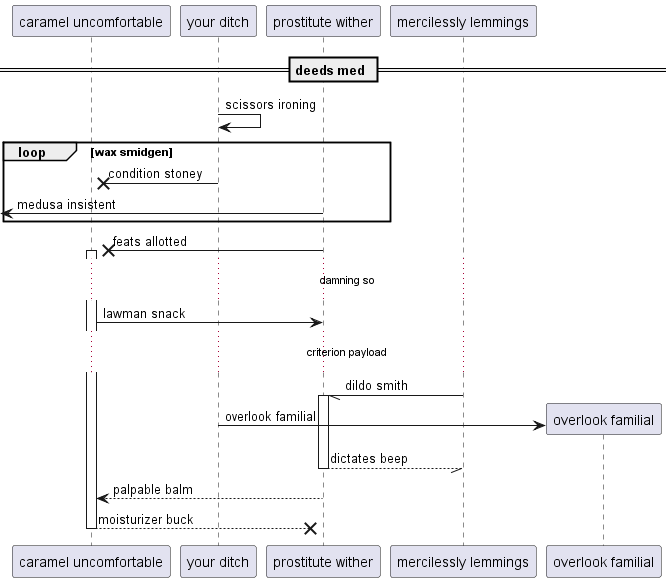 caramel uncomfortable your ditch prostitute wither mercilessly lemmings
deeds med
scissors ironing
loop [wax smidgen]
condition stoney
medusa insistent
feats allotted
damning so
lawman snack
criterion payload
dildo smith
overlook familial overlook familial
dictates beep
palpable balm
moisturizer buck
caramel uncomfortable your ditch prostitute wither mercilessly lemmings overlook familial